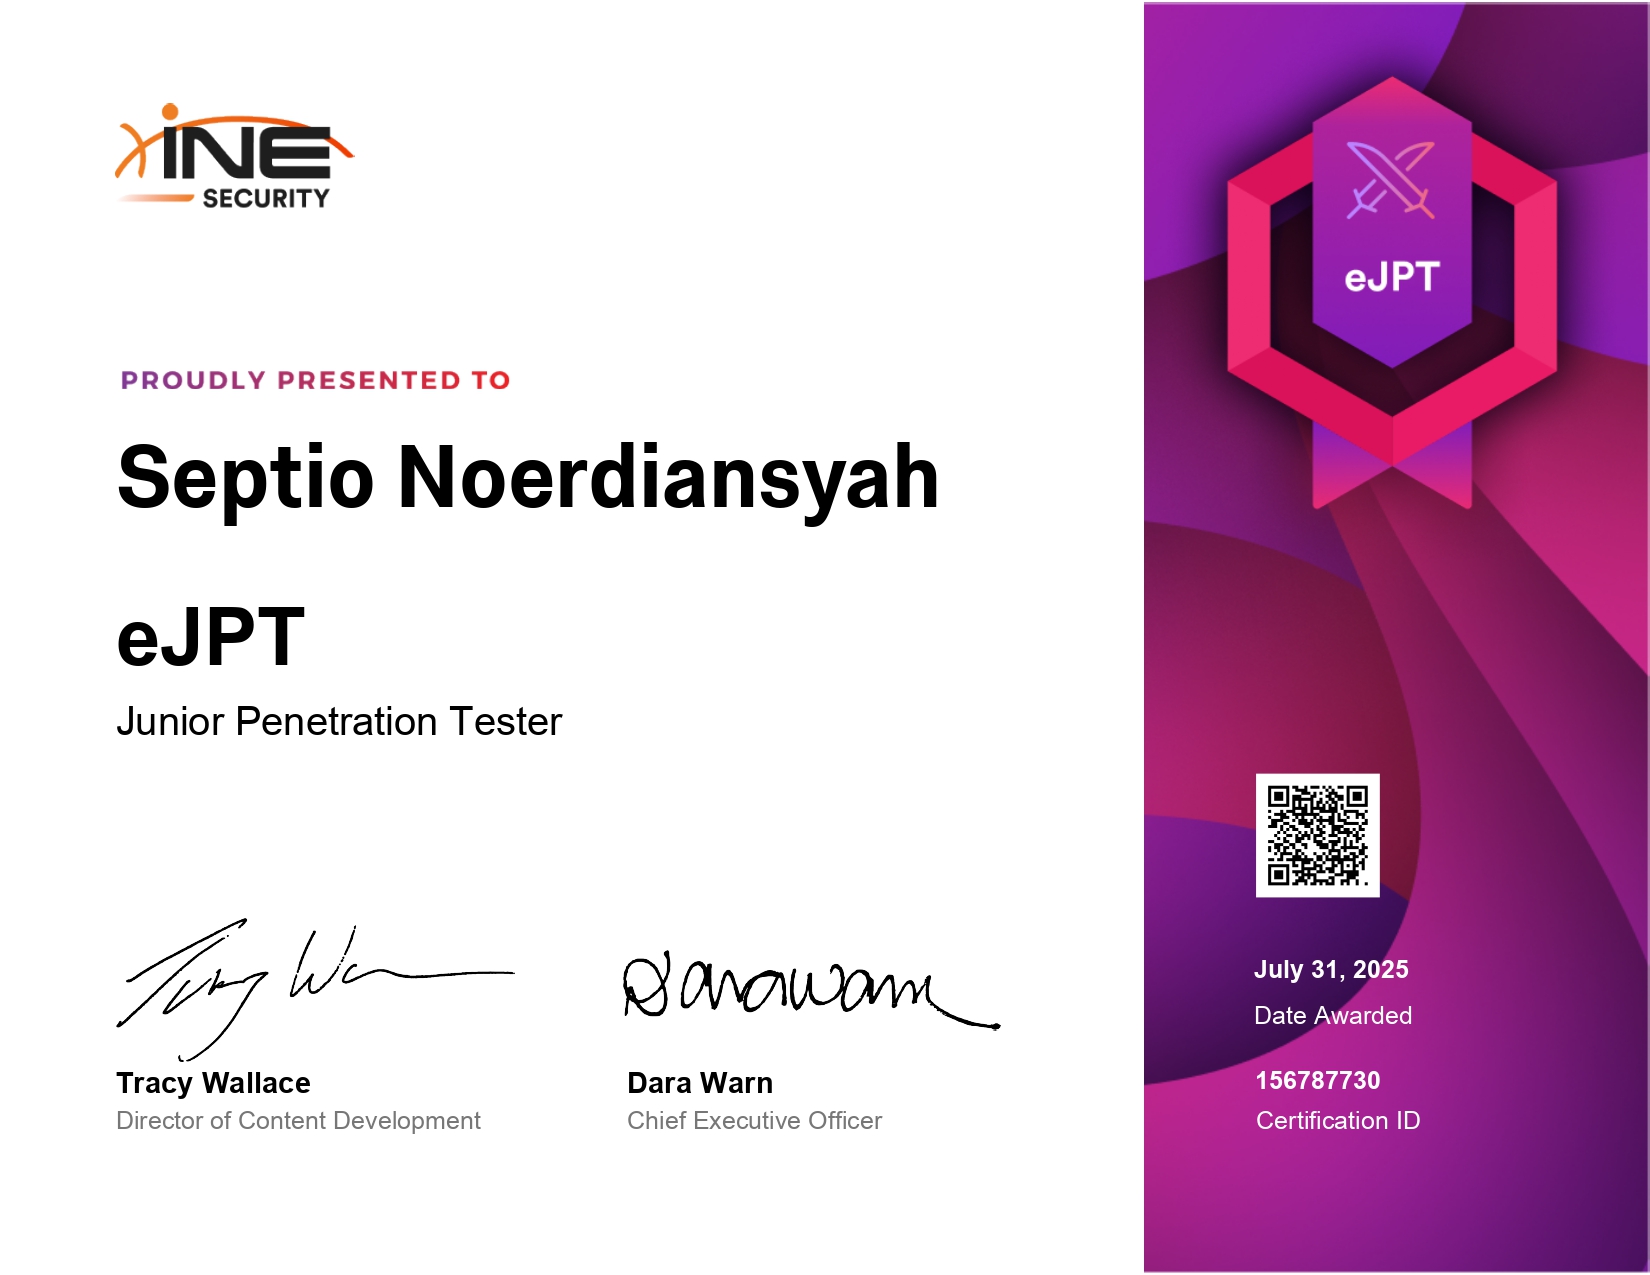 INE
SECURITY
PROUDLY PRESENTED TO
Septio Noerdiansyah
eJPT
Junior Penetration Tester
Tracy Wallace
Director of Content Development
Dara Warn
Chief Executive Officer
eJPT
July 31, 2025
Date Awarded
156787730
Certification ID